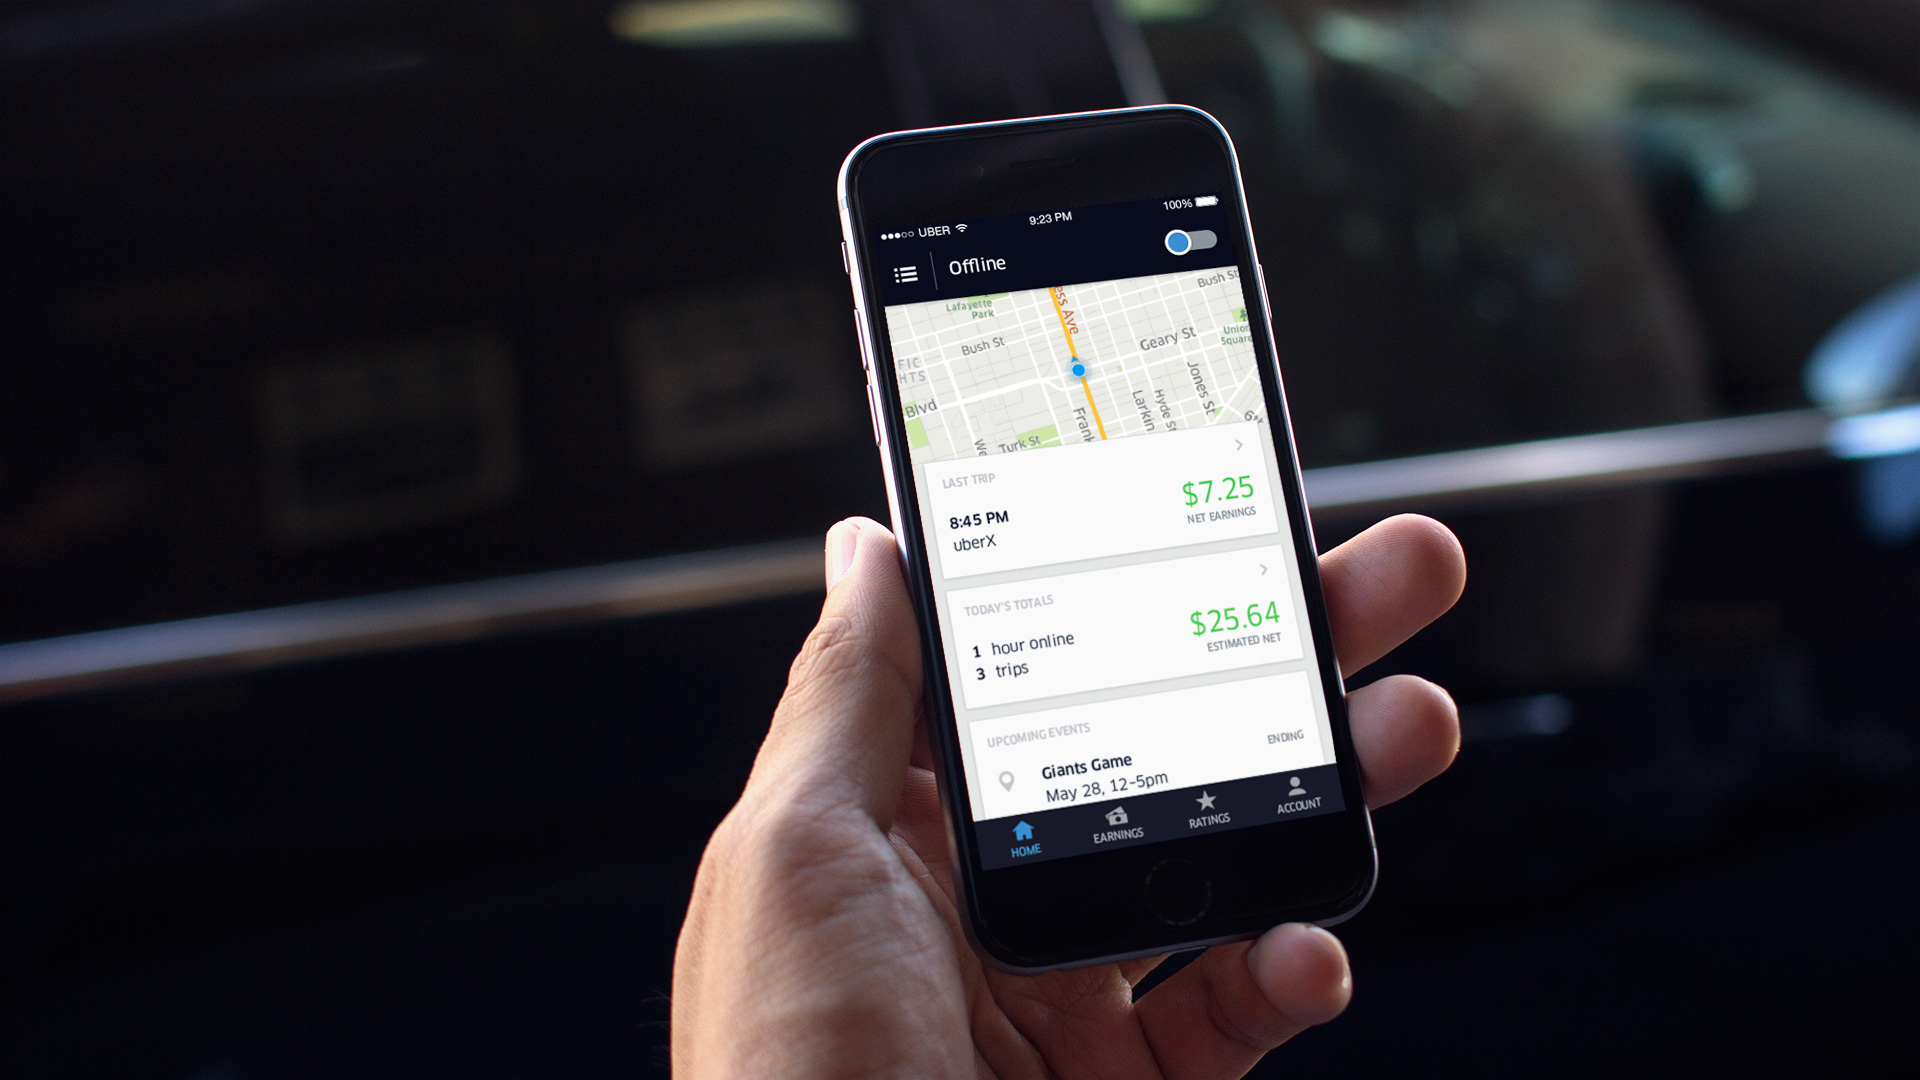 UBER 9:23 PM 100%
Offline
Bush St
Lafayette
Park
ess Ave
Bush St
Geary St
Union
Squar
FIC
HTS
Jones St
Blvd
Hyde St
Larkin
Frank
6th
We
Turk St
LAST TRIP
8:45 PM
uberX
$7.25
NET EARNINGS
TODAY'S TOTALS
1 hour online
3 trips
$25.64
ESTIMATED NET
UPCOMING EVENTS
Giants Game
May 28, 12-5pm
ENDING
HOME EARNINGS RATINGS ACCOUNT